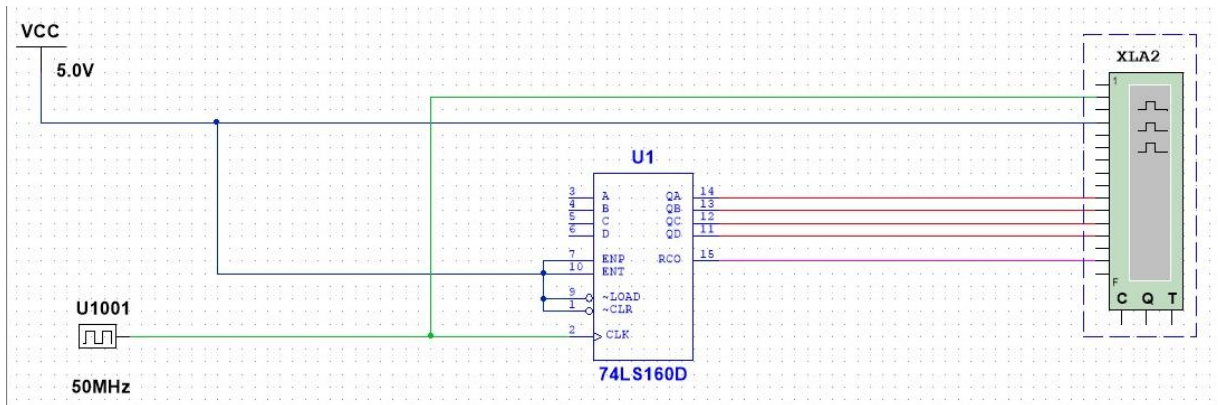 VCC
5.0V
XLA2
1
U1
3 A QA 14
4 B QB 13
5 C QC 12
6 D QD 11
7 ENP RCO 15
10 ENT
9 ~LOAD
1 ~CLR
2 CLK
74LS160D
U1001
50MHz
F
C Q T